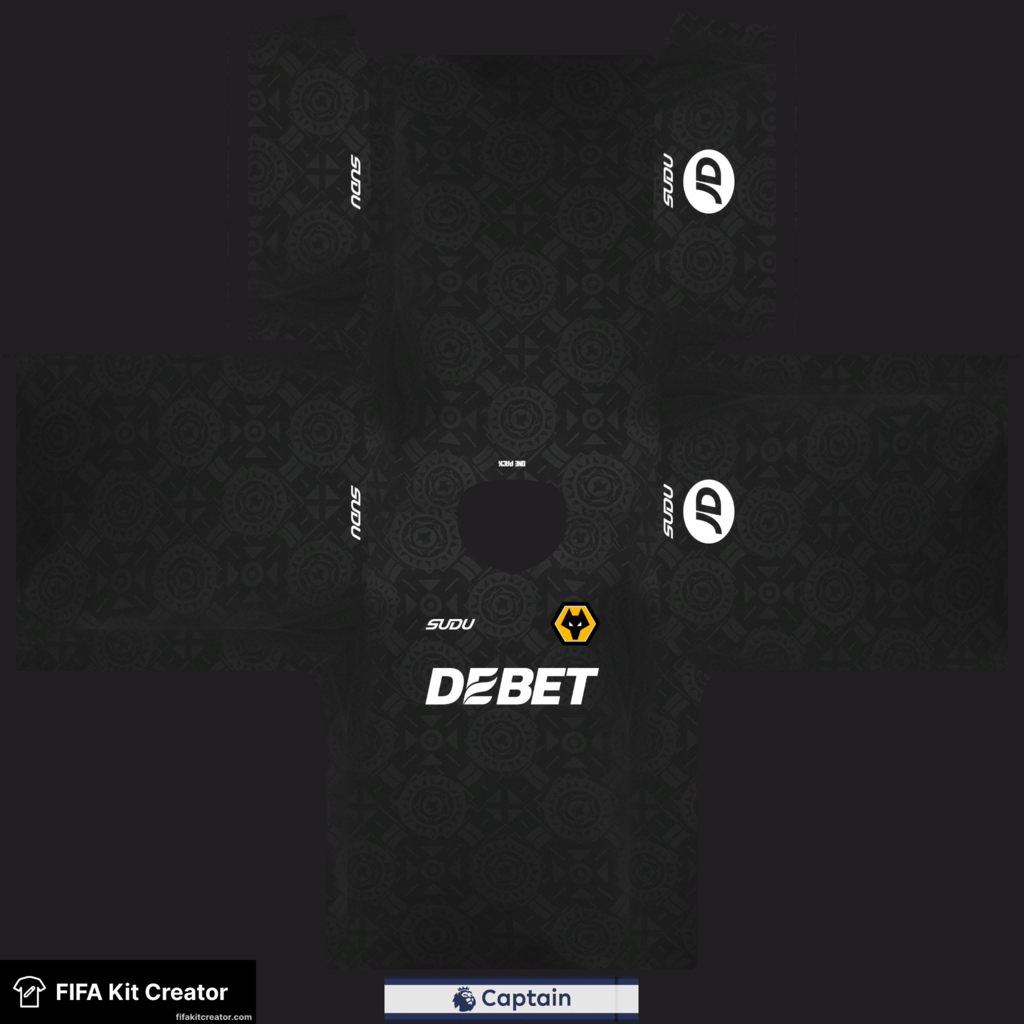 SUDU
SUDU
JD
ONE PACK
SUDU
SUDU
JD
SUDU
DEBET
FIFA Kit Creator
fifakitcreator.com
Captain